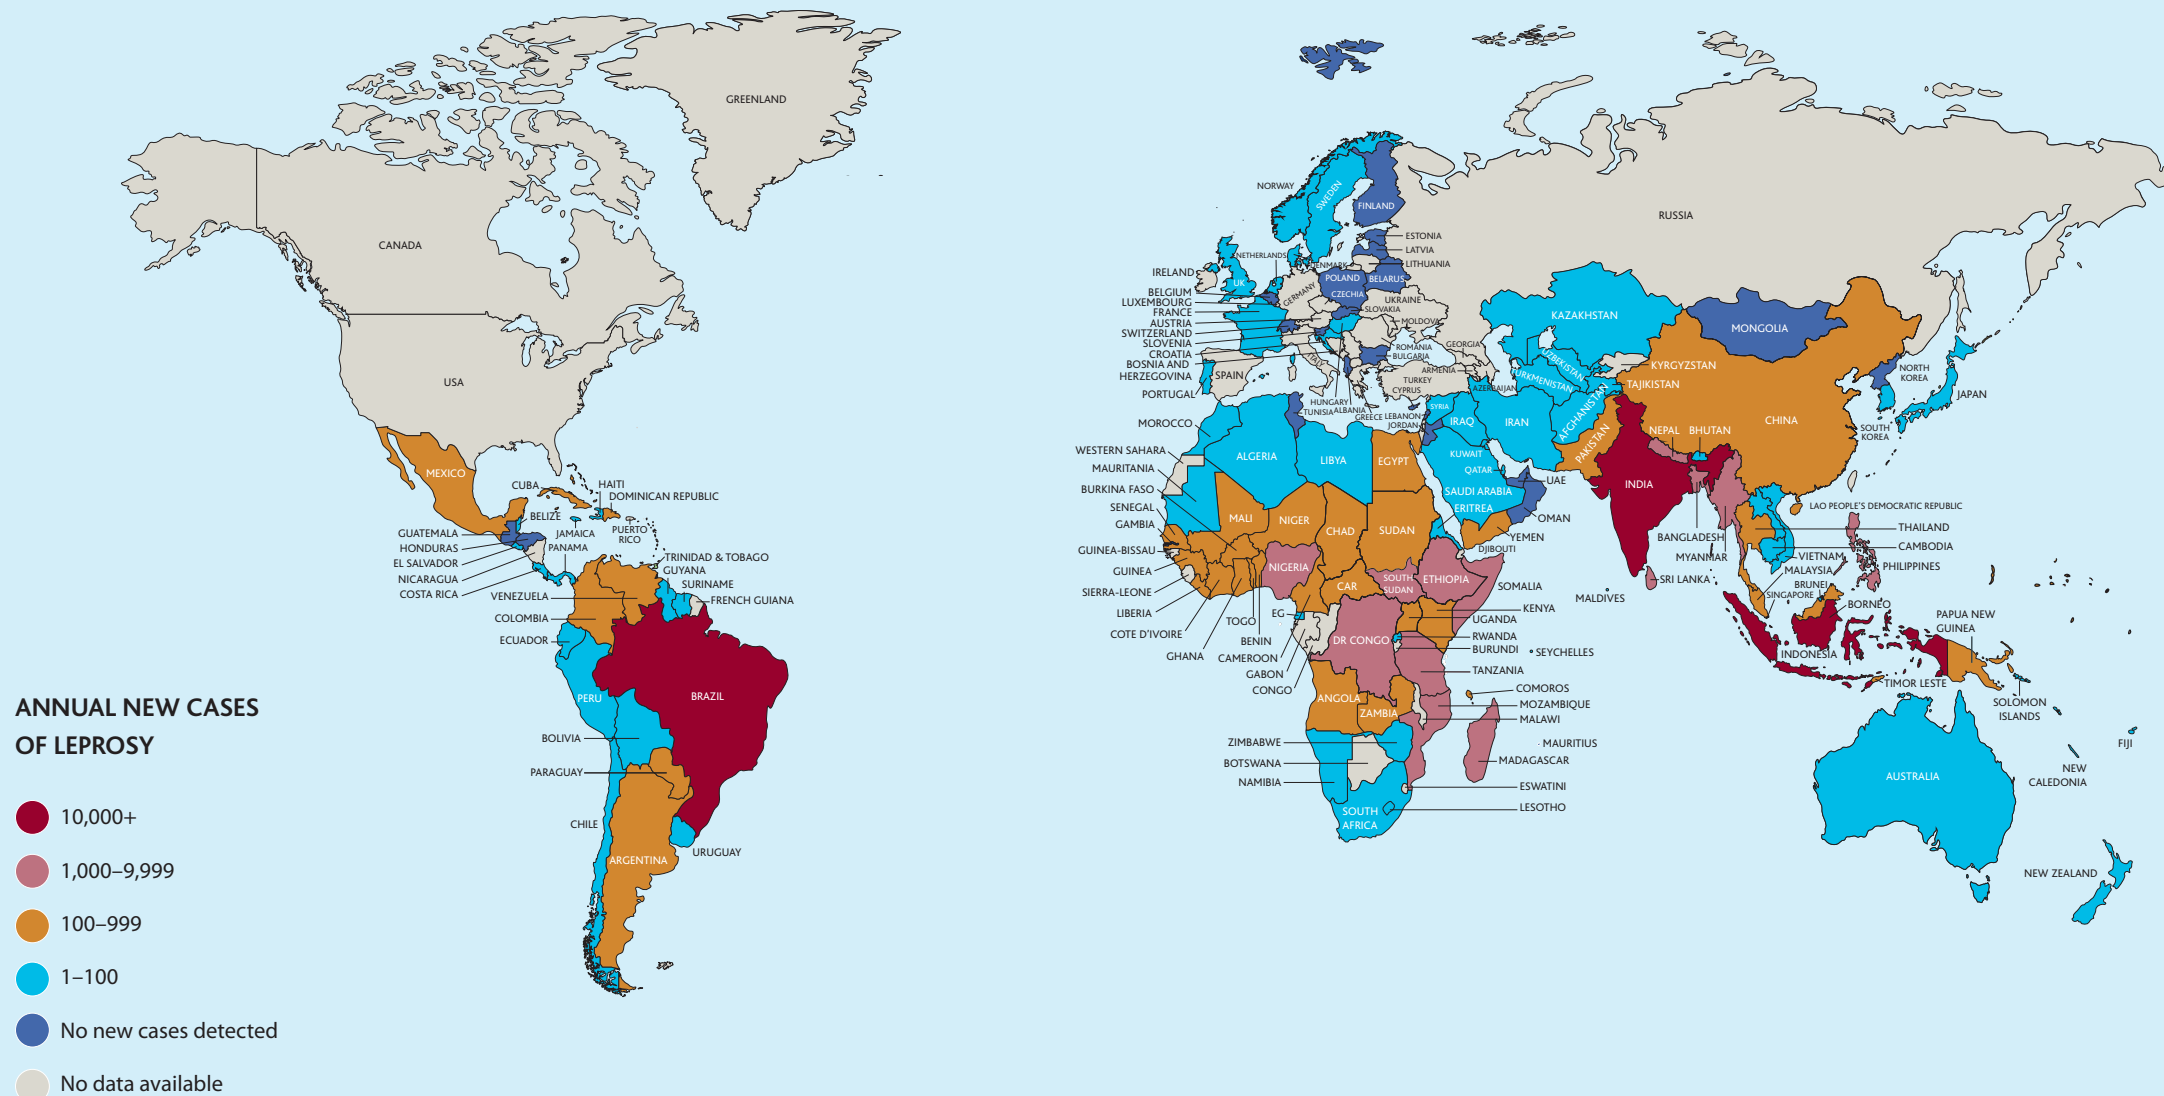 GREENLAND
CANADA
USA
MEXICO
CUBA
HAITI
DOMINICAN REPUBLIC
BELIZE
JAMAICA
PUERTO
RICO
PANAMA
GUATEMALA
HONDURAS
EL SALVADOR
NICARAGUA
COSTA RICA
TRINIDAD & TOBAGO
GUYANA
SURINAME
FRENCH GUIANA
VENEZUELA
COLOMBIA
ECUADOR
PERU
BRAZIL
BOLIVIA
PARAGUAY
CHILE
ARGENTINA
URUGUAY
NORWAY
SWEDEN
FINLAND
RUSSIA
ESTONIA
LATVIA
LITHUANIA
NETHERLANDS
DENMARK
IRELAND
UK
POLAND
BELARUS
GERMANY
CZECHIA
UKRAINE
SLOVAKIA
MOLDOVA
BELGIUM
LUXEMBOURG
FRANCE
AUSTRIA
SWITZERLAND
SLOVENIA
CROATIA
BOSNIA AND
HERZEGOVINA
PORTUGAL
SPAIN
ITALY
ROMANIA
BULGARIA
GEORGIA
ARMENIA
AZERBAIJAN
TURKEY
CYPRUS
HUNGARY
TUNISIA
ALBANIA
GREECE
LEBANON
JORDAN
SYRIA
IRAQ
IRAN
KUWAIT
QATAR
SAUDI ARABIA
UAE
OMAN
YEMEN
KAZAKHSTAN
UZBEKISTAN
TURKMENISTAN
KYRGYZSTAN
TAJIKISTAN
AFGHANISTAN
PAKISTAN
MONGOLIA
CHINA
NORTH
KOREA
SOUTH
KOREA
JAPAN
NEPAL
BHUTAN
INDIA
BANGLADESH
MYANMAR
SRI LANKA
MALDIVES
LAO PEOPLE'S DEMOCRATIC REPUBLIC
THAILAND
CAMBODIA
VIETNAM
PHILIPPINES
MALAYSIA
BRUNEI
SINGAPORE
BORNEO
INDONESIA
PAPUA NEW
GUINEA
TIMOR LESTE
SOLOMON
ISLANDS
FIJI
NEW
CALEDONIA
AUSTRALIA
NEW ZEALAND
MOROCCO
WESTERN SAHARA
MAURITANIA
BURKINA FASO
SENEGAL
GAMBIA
GUINEA-BISSAU
GUINEA
SIERRA-LEONE
LIBERIA
COTE D'IVOIRE
GHANA
TOGO
BENIN
CAMEROON
GABON
CONGO
EG
ALGERIA
LIBYA
EGYPT
MALI
NIGER
CHAD
SUDAN
ERITREA
DJIBOUTI
NIGERIA
CAR
SOUTH
SUDAN
ETHIOPIA
SOMALIA
KENYA
UGANDA
RWANDA
BURUNDI
SEYCHELLES
DR CONGO
TANZANIA
COMOROS
ANGOLA
ZAMBIA
MOZAMBIQUE
MALAWI
MAURITIUS
MADAGASCAR
ZIMBABWE
BOTSWANA
NAMIBIA
ESWATINI
LESOTHO
SOUTH
AFRICA
ANNUAL NEW CASES
OF LEPROSY
10,000+
1,000–9,999
100–999
1–100
No new cases detected
No data available